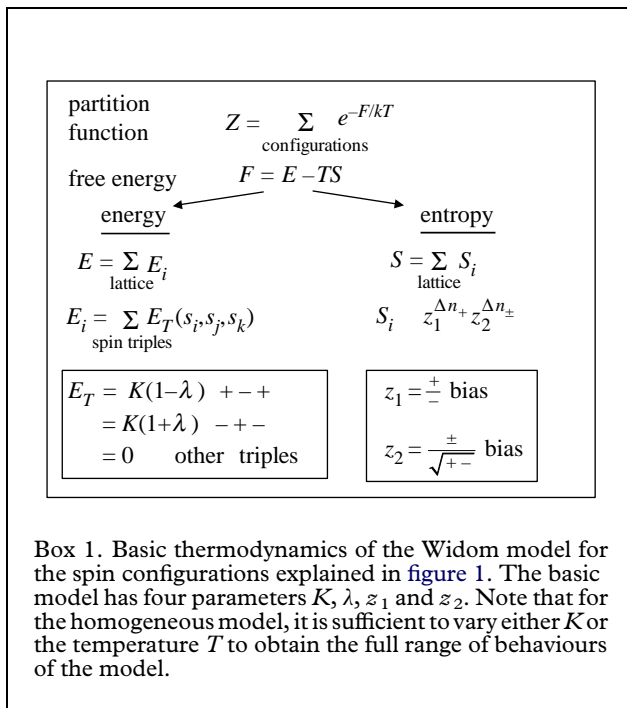 partition
function
Z = Σ e^{−F/kT}
configurations
free energy F = E − TS
energy entropy
E = Σ E_i S = Σ S_i
lattice lattice
E_i = Σ E_T(s_i,s_j,s_k) S_i z_1^{Δn_+} z_2^{Δn_±}
spin triples
E_T = K(1−λ) + − +
= K(1+λ) − + −
= 0 other triples
z_1 = +/− bias
z_2 = ±/√+ − bias
Box 1. Basic thermodynamics of the Widom model for
the spin configurations explained in figure 1. The basic
model has four parameters K, λ, z_1 and z_2. Note that for
the homogeneous model, it is sufficient to vary either K or
the temperature T to obtain the full range of behaviours
of the model.